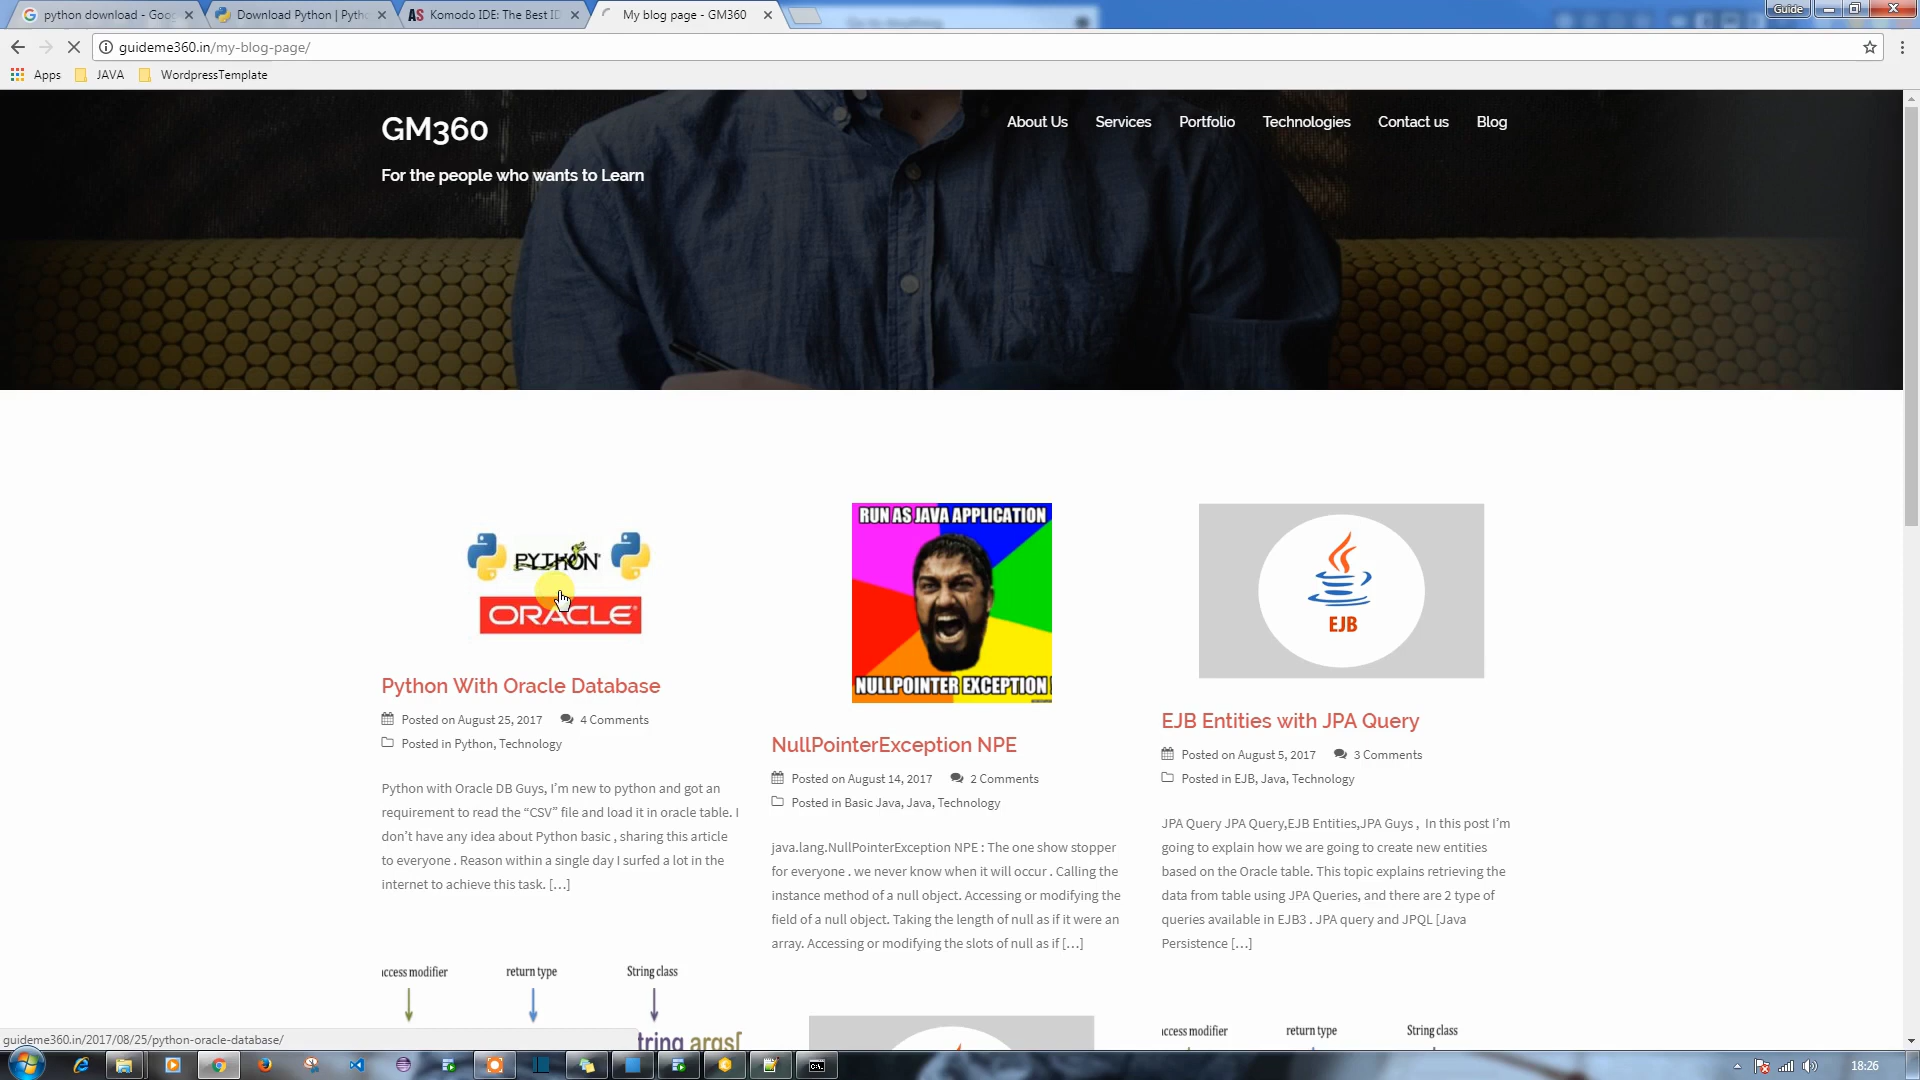 python download - Goo
Download Python | Pyth
AS Komodo IDE: The Best ID
My blog page - GM360
Guide
guideme360.in/my-blog-page/
Apps JAVA WordpressTemplate
GM360
For the people who wants to Learn
About Us Services Portfolio Technologies Contact us Blog
PYTHON
ORACLE
Python With Oracle Database
Posted on August 25, 2017 4 Comments
Posted in Python, Technology
Python with Oracle DB Guys, I’m new to python and got an
requirement to read the “CSV” file and load it in oracle table. I
don’t have any idea about Python basic , sharing this article
to everyone . Reason within a single day I surfed a lot in the
internet to achieve this task. […]
RUN AS JAVA APPLICATION
NULLPOINTER EXCEPTION
NullPointerException NPE
Posted on August 14, 2017 2 Comments
Posted in Basic Java, Java, Technology
java.lang.NullPointerException NPE : The one show stopper
for everyone . we never know when it will occur . Calling the
instance method of a null object. Accessing or modifying the
field of a null object. Taking the length of null as if it were an
array. Accessing or modifying the slots of null as if […]
EJB
EJB Entities with JPA Query
Posted on August 5, 2017 3 Comments
Posted in EJB, Java, Technology
JPA Query JPA Query,EJB Entities,JPA Guys , In this post I’m
going to explain how we are going to create new entities
based on the Oracle table. This topic explains retrieving the
data from table using JPA Queries, and there are 2 type of
queries available in EJB3 . JPA query and JPQL [Java
Persistence […]
access modifier return type String class
tring args[
access modifier return type String class
guideme360.in/2017/08/25/python-oracle-database/
18:26